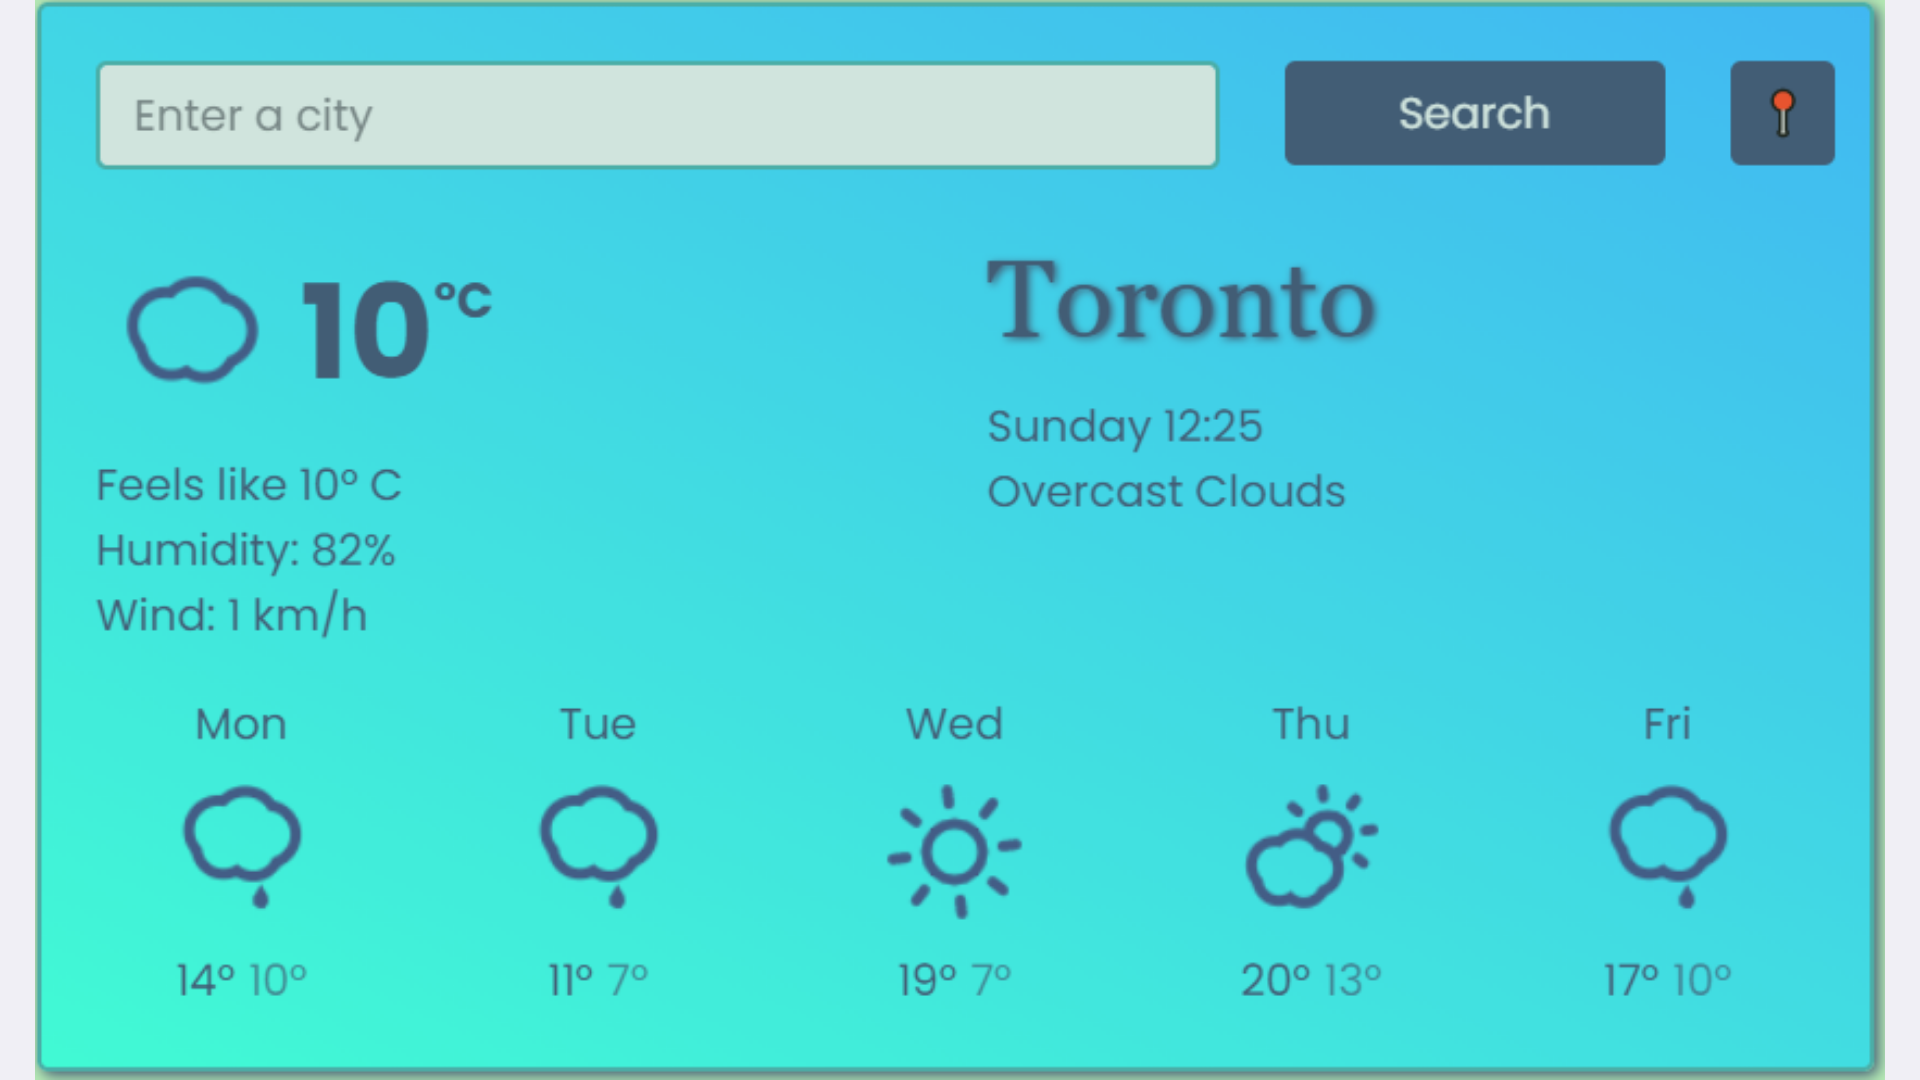 Enter a city
Search
10°C
Toronto
Sunday 12:25
Overcast Clouds
Feels like 10° C
Humidity: 82%
Wind: 1 km/h
Mon Tue Wed Thu Fri
14° 10° 11° 7° 19° 7° 20° 13° 17° 10°